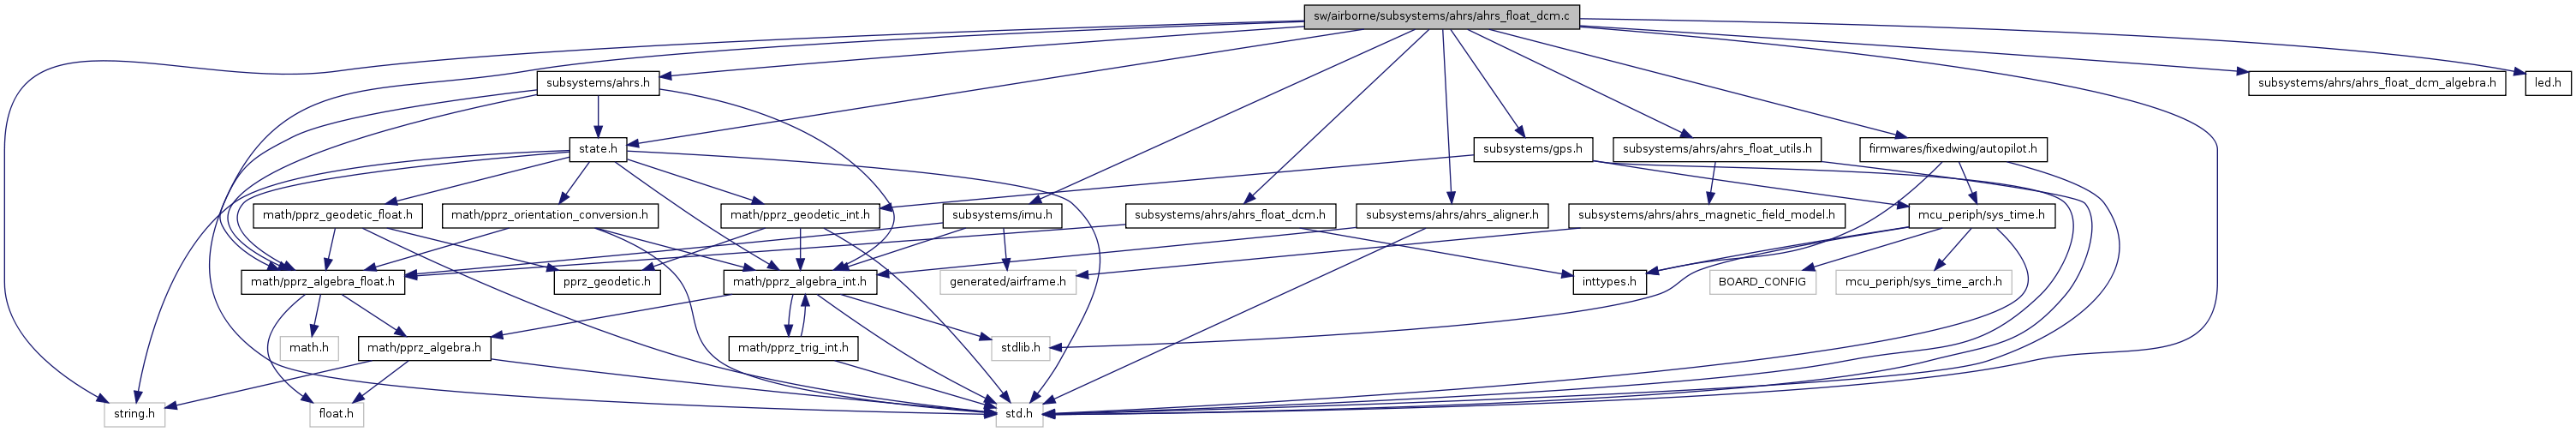 sw/airborne/subsystems/ahrs/ahrs_float_dcm.c
subsystems/ahrs.h
subsystems/ahrs/ahrs_float_dcm_algebra.h
led.h
state.h
subsystems/gps.h
subsystems/ahrs/ahrs_float_utils.h
firmwares/fixedwing/autopilot.h
math/pprz_geodetic_float.h
math/pprz_orientation_conversion.h
math/pprz_geodetic_int.h
subsystems/imu.h
subsystems/ahrs/ahrs_float_dcm.h
subsystems/ahrs/ahrs_aligner.h
subsystems/ahrs/ahrs_magnetic_field_model.h
mcu_periph/sys_time.h
math/pprz_algebra_float.h
pprz_geodetic.h
math/pprz_algebra_int.h
generated/airframe.h
inttypes.h
BOARD_CONFIG
mcu_periph/sys_time_arch.h
math.h
math/pprz_algebra.h
math/pprz_trig_int.h
stdlib.h
string.h
float.h
std.h